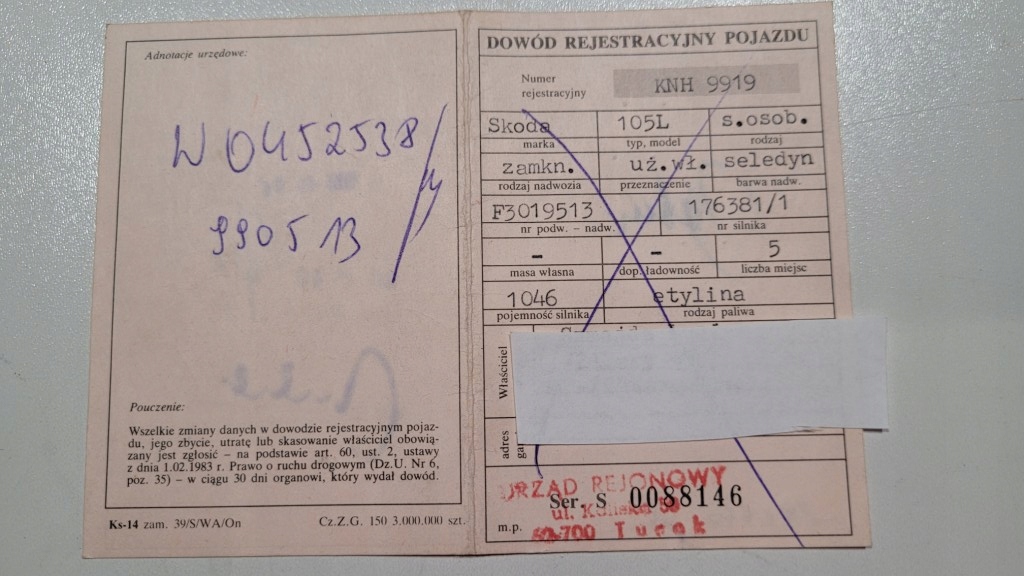 Adnotacje urzędowe:
W0452538
990513
Pouczenie:
Wszelkie zmiany danych w dowodzie rejestracyjnym pojaz-
du, jego zbycie, utratę lub skasowanie właściciel obowią-
zany jest zgłosić – na podstawie art. 60, ust. 2, ustawy
z dnia 1.02.1983 r. Prawo o ruchu drogowym (Dz.U. Nr 6,
poz. 35) – w ciągu 30 dni organowi, który wydał dowód.
Ks-14 zam. 39/S/WA/On Cz.Z.G. 150 3.000.000 szt.
DOWÓD REJESTRACYJNY POJAZDU
Numer
rejestracyjny
KNH 9919
Skoda 105L s.osob.
marka typ, model rodzaj
zamkn. uż.wł. seledyn
rodzaj nadwozia przeznaczenie barwa nadw.
F3019513 176381/1
nr podw. – nadw. nr silnika
– – 5
masa własna dop. ładowność liczba miejsc
1046 etylina
pojemność silnika rodzaj paliwa
Właściciel
adres
URZĄD REJONOWY
Ser. S 0088146
ul.
m.p.
62-700 Turek